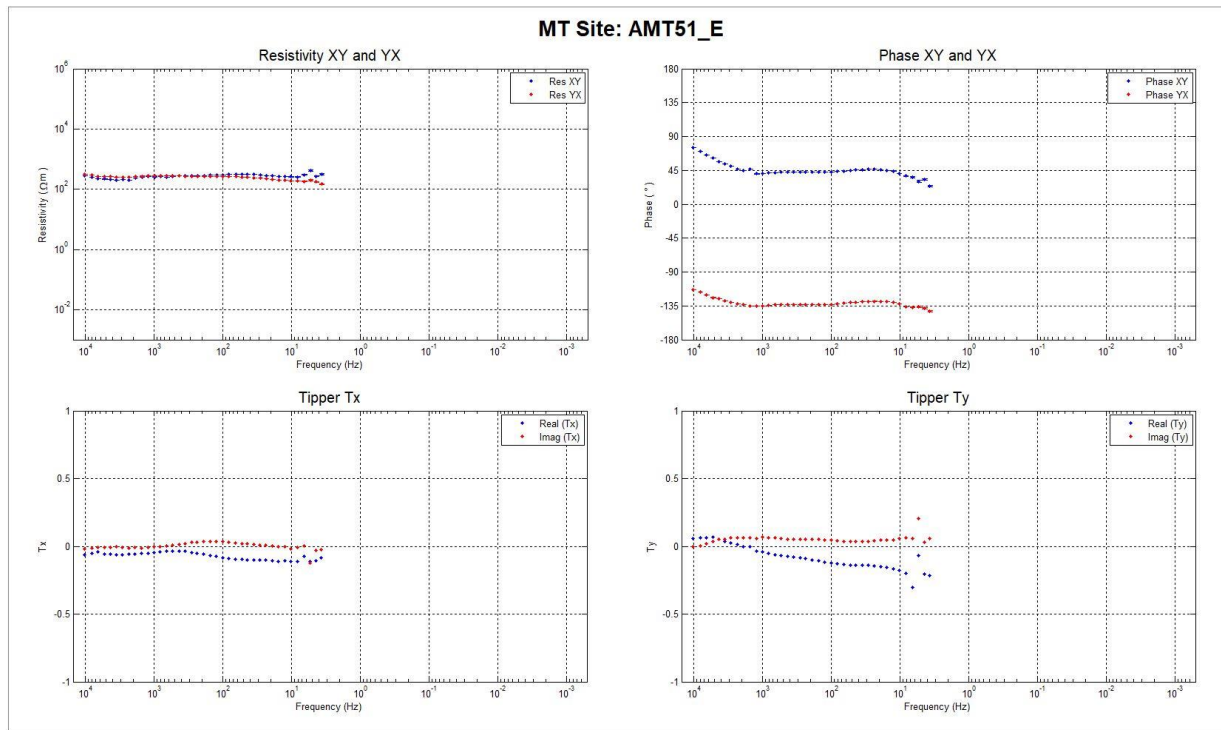 MT Site: AMT51_E
Resistivity XY and YX
Resistivity (Ωm)
10^6
10^4
10^2
10^0
10^-2
Res XY
Res YX
10^4 10^3 10^2 10^1 10^0 10^-1 10^-2 10^-3
Frequency (Hz)
Phase XY and YX
Phase (°)
180
135
90
45
0
-45
-90
-135
-180
Phase XY
Phase YX
10^4 10^3 10^2 10^1 10^0 10^-1 10^-2 10^-3
Frequency (Hz)
Tipper Tx
Tx
1
0.5
0
-0.5
-1
Real (Tx)
Imag (Tx)
10^4 10^3 10^2 10^1 10^0 10^-1 10^-2 10^-3
Frequency (Hz)
Tipper Ty
Ty
1
0.5
0
-0.5
-1
Real (Ty)
Imag (Ty)
10^4 10^3 10^2 10^1 10^0 10^-1 10^-2 10^-3
Frequency (Hz)